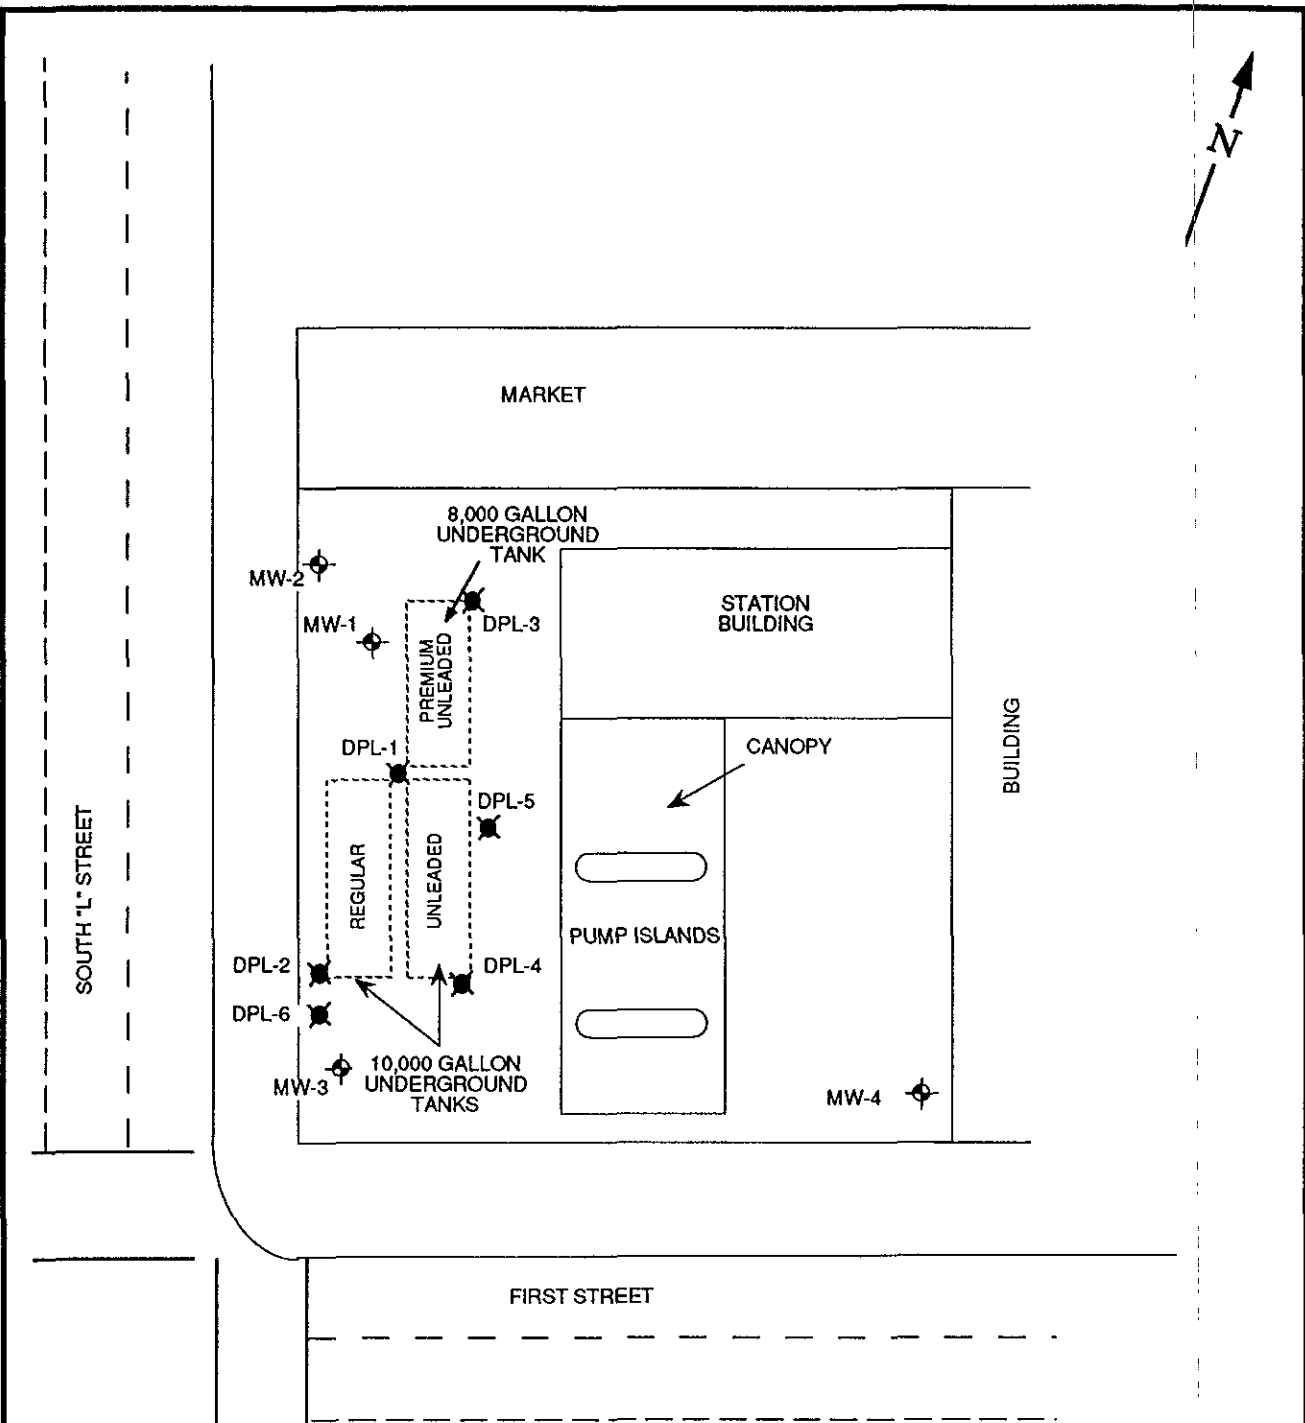 N
MARKET
8,000 GALLON
UNDERGROUND
TANK
MW-2
MW-1
DPL-3
STATION
BUILDING
PREMIUM
UNLEADED
DPL-1
CANOPY
BUILDING
DPL-5
SOUTH "L" STREET
REGULAR
UNLEADED
PUMP ISLANDS
DPL-2
DPL-4
DPL-6
10,000 GALLON
UNDERGROUND
TANKS
MW-3
MW-4
FIRST STREET